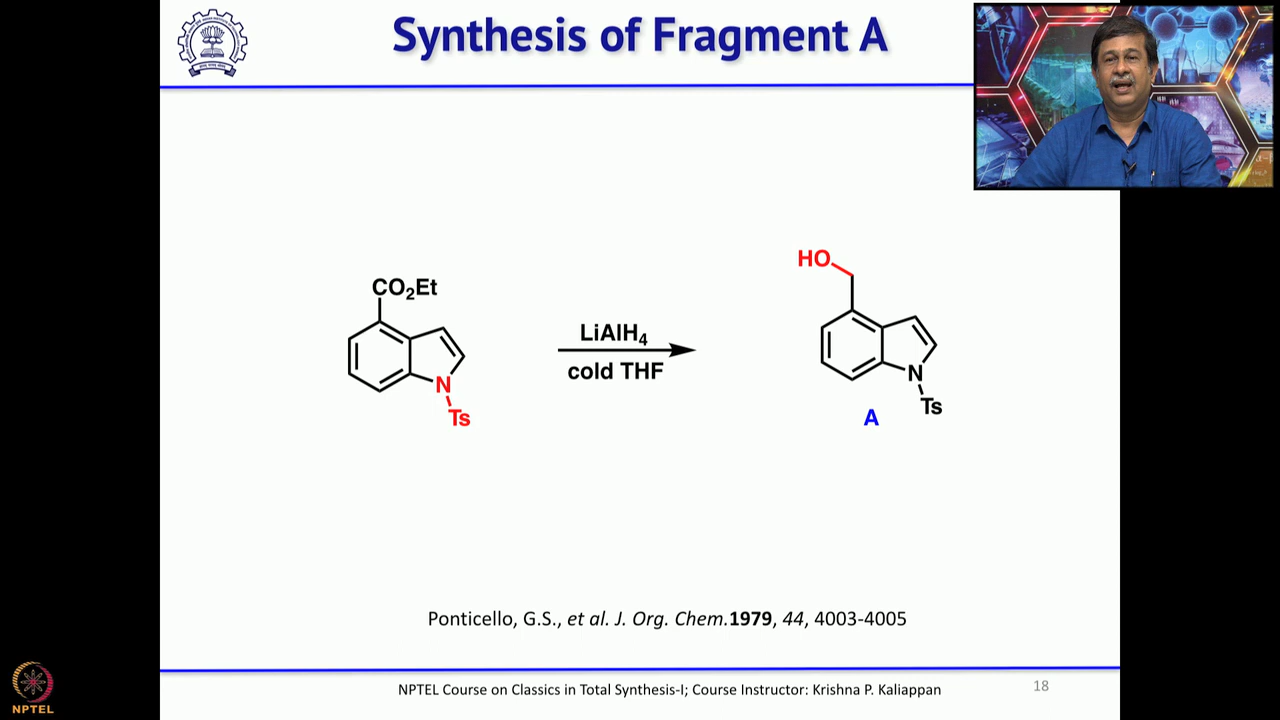 Synthesis of Fragment A
CO₂Et
N
Ts
LiAlH₄
cold THF
HO
N
Ts
A
Ponticello, G.S., et al. J. Org. Chem.1979, 44, 4003-4005
NPTEL Course on Classics in Total Synthesis-I; Course Instructor: Krishna P. Kaliappan
18
NPTEL